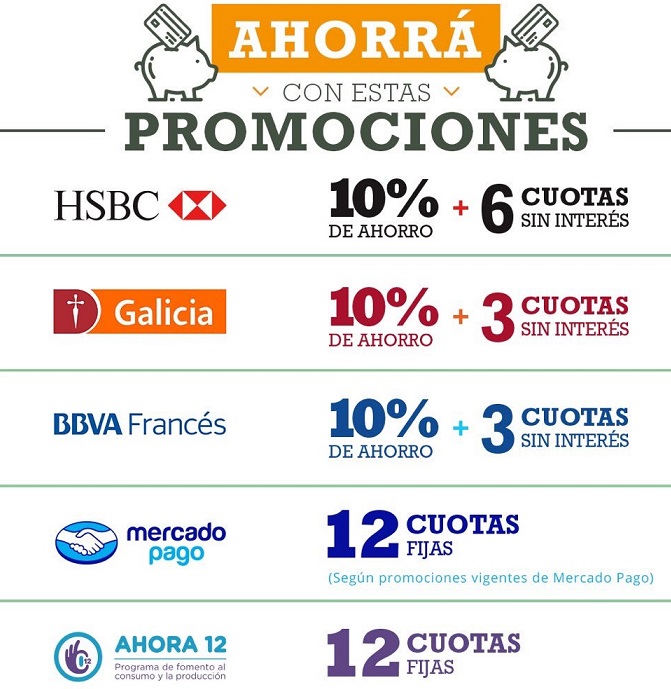 AHORRÁ
CON ESTAS
PROMOCIONES
HSBC
10% + 6 CUOTAS
DE AHORRO SIN INTERÉS
Galicia
10% + 3 CUOTAS
DE AHORRO SIN INTERÉS
BBVA Francés
10% + 3 CUOTAS
DE AHORRO SIN INTERÉS
mercado
pago
12 CUOTAS
FIJAS
(Según promociones vigentes de Mercado Pago)
12
AHORA 12
Programa de fomento al
consumo y la producción
12 CUOTAS
FIJAS